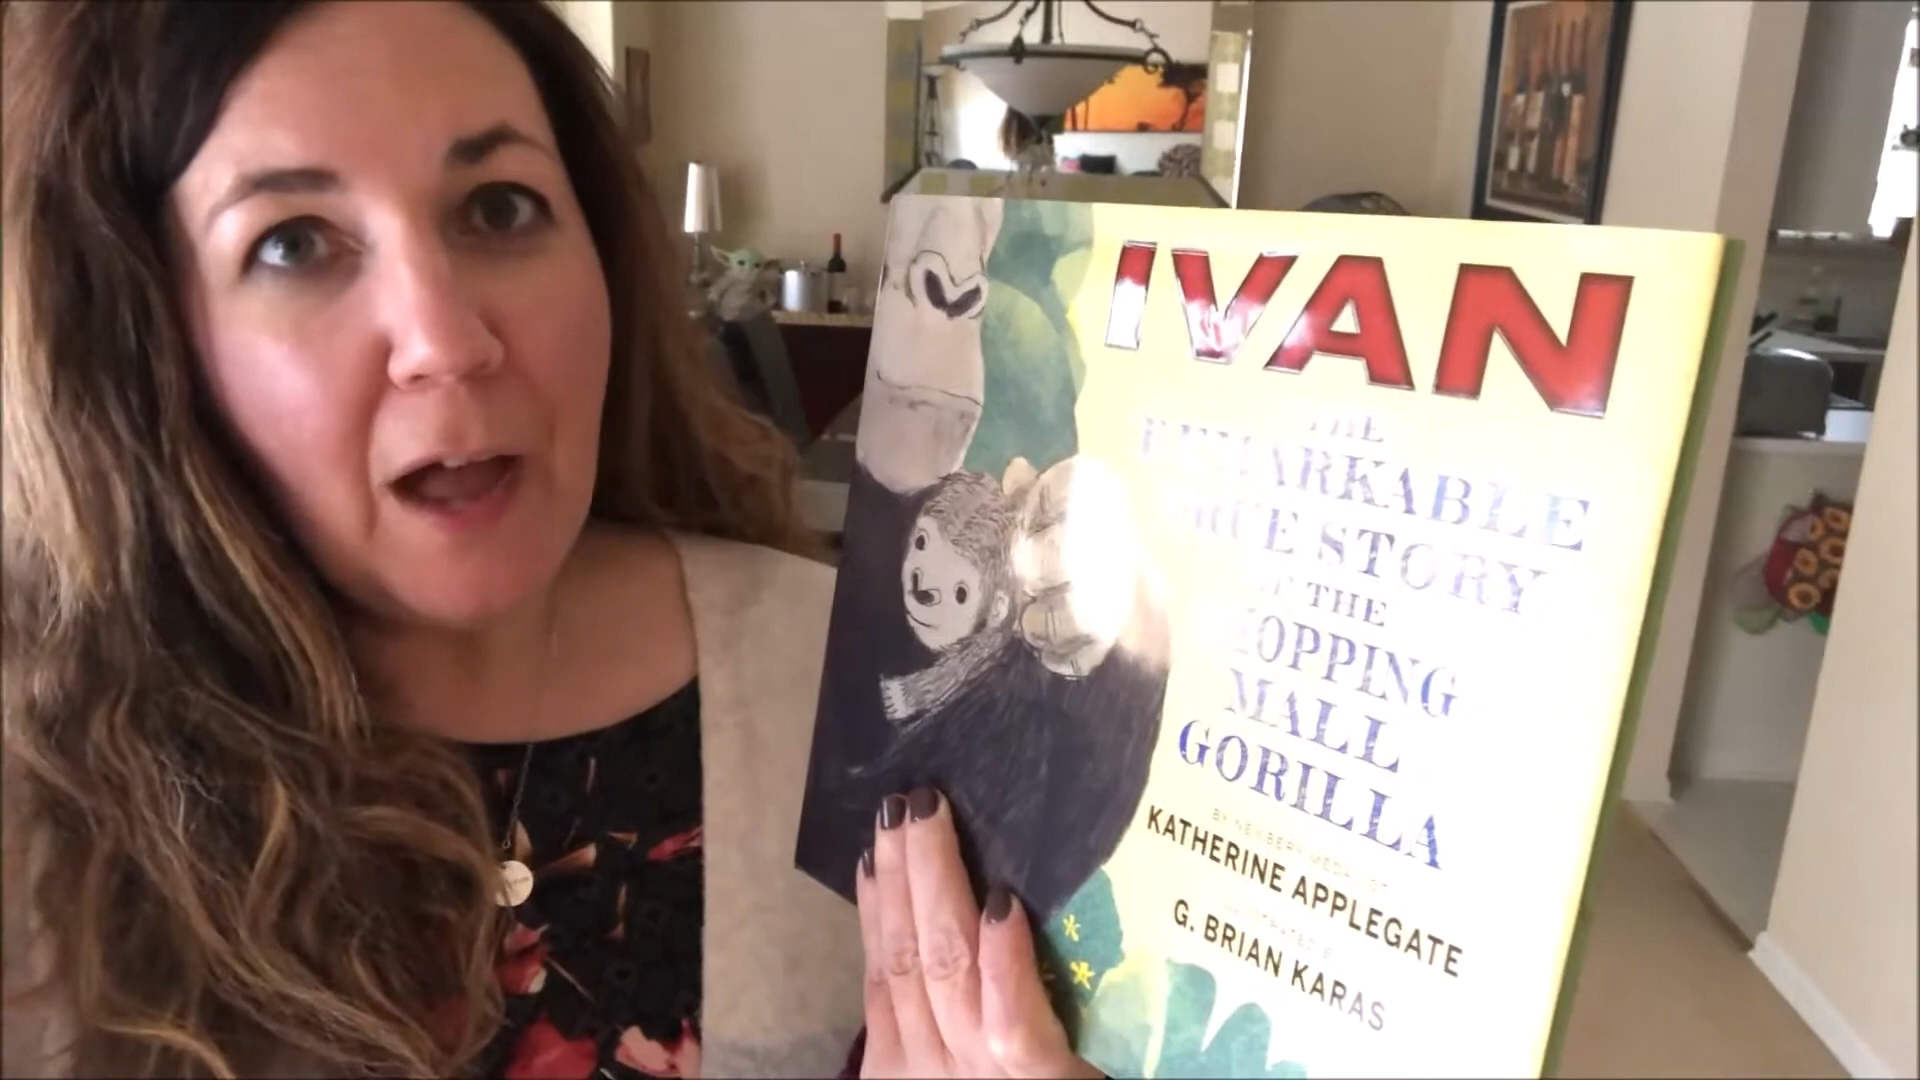 IVAN
THE
REMARKABLE
TRUE STORY
OF THE
SHOPPING
MALL
GORILLA
BY NEWBERY MEDALIST
KATHERINE APPLEGATE
ILLUSTRATED BY
G. BRIAN KARAS